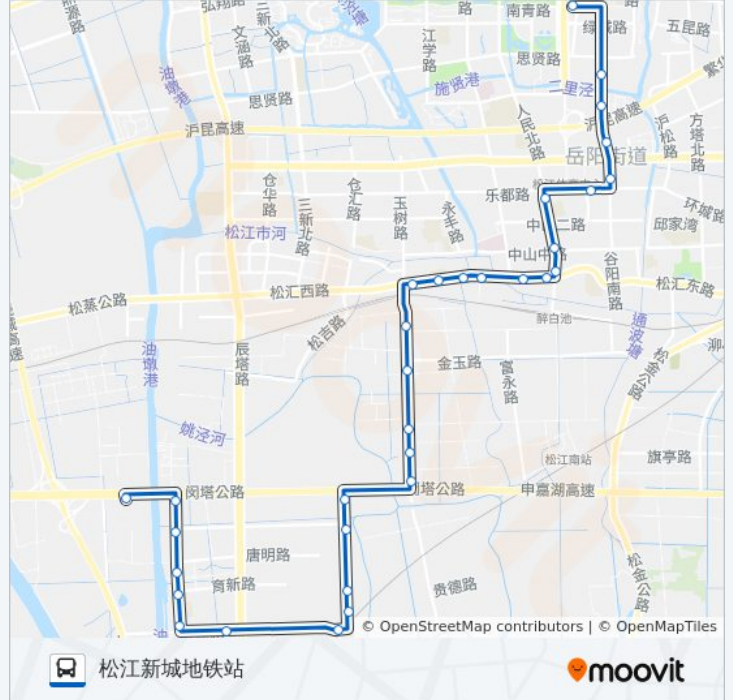 弘翔路
三新北路
文涵路
江学路
路
南青路
绿城路
五昆路
思贤路
施贤港
二里泾
油墩港
思贤路
沪昆高速
人民北路
沪昆高速
沪松路
方塔北路
岳阳街道
仓华路
三新北路
仓汇路
玉树路
永丰路
乐都路
环城路
邱家湾
松江市河
中山中路
谷阳南路
松蒸公路
松汇西路
松汇东路
醉白池
通波塘
松吉路
油墩港
辰塔路
金玉路
富永路
松金公路
姚泾河
松江南站
旗亭路
闵塔公路
塔公路
申嘉湖高速
唐明路
育新路
贵德路
松金公路
© OpenStreetMap contributors | © OpenMapTiles
松江新城地铁站
moovit